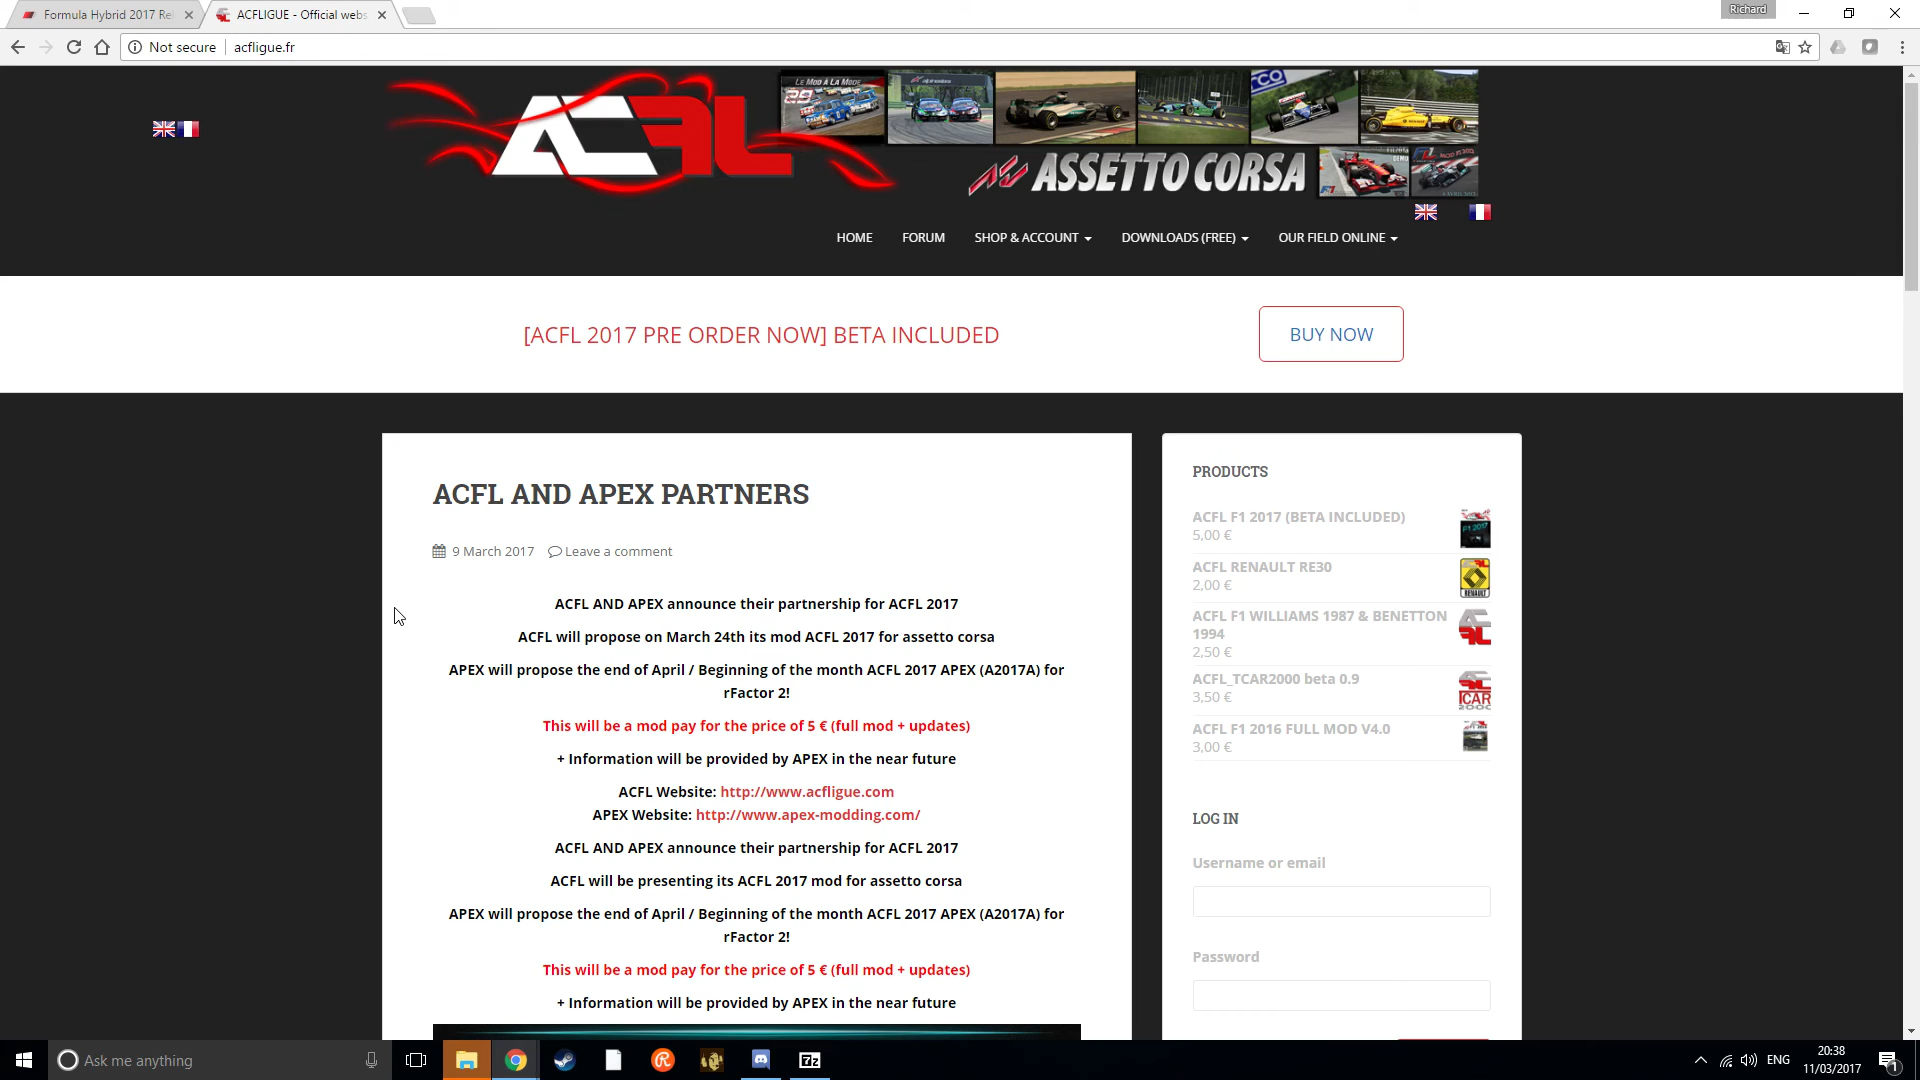 Formula Hybrid 2017 Rel
ACFLIGUE - Official webs
Richard
Not secure
acfligue.fr
ACFL
LE MOD À LA MODE
ASSETTO CORSA
HOME
FORUM
SHOP & ACCOUNT
DOWNLOADS (FREE)
OUR FIELD ONLINE
[ACFL 2017 PRE ORDER NOW] BETA INCLUDED
BUY NOW
ACFL AND APEX PARTNERS
9 March 2017
Leave a comment
ACFL AND APEX announce their partnership for ACFL 2017
ACFL will propose on March 24th its mod ACFL 2017 for assetto corsa
APEX will propose the end of April / Beginning of the month ACFL 2017 APEX (A2017A) for
rFactor 2!
This will be a mod pay for the price of 5 € (full mod + updates)
+ Information will be provided by APEX in the near future
ACFL Website: http://www.acfligue.com
APEX Website: http://www.apex-modding.com/
ACFL AND APEX announce their partnership for ACFL 2017
ACFL will be presenting its ACFL 2017 mod for assetto corsa
APEX will propose the end of April / Beginning of the month ACFL 2017 APEX (A2017A) for
rFactor 2!
This will be a mod pay for the price of 5 € (full mod + updates)
+ Information will be provided by APEX in the near future
PRODUCTS
ACFL F1 2017 (BETA INCLUDED)
5,00 €
ACFL RENAULT RE30
2,00 €
ACFL F1 WILLIAMS 1987 & BENETTON
1994
2,50 €
ACFL_TCAR2000 beta 0.9
3,50 €
ACFL F1 2016 FULL MOD V4.0
3,00 €
LOG IN
Username or email
Password
Ask me anything
7z
ENG
20:38
11/03/2017
1